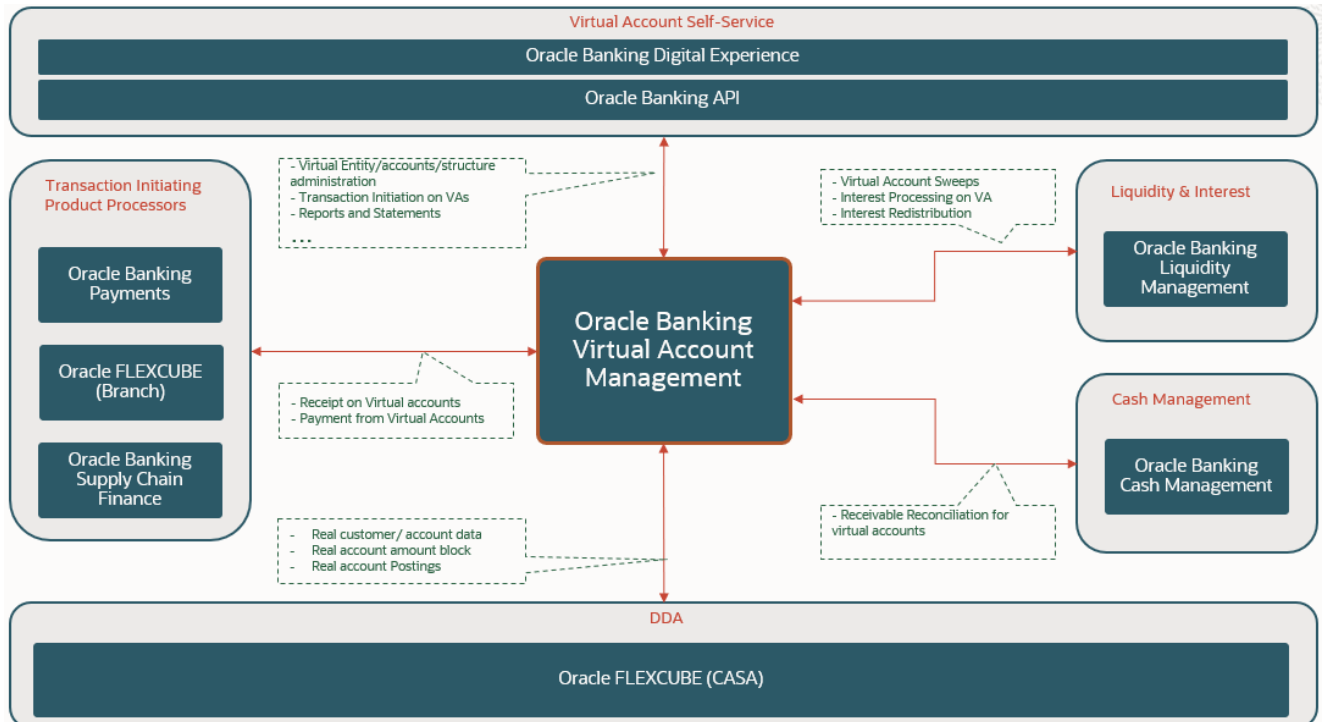 Virtual Account Self-Service
Oracle Banking Digital Experience
Oracle Banking API
- Virtual Entity/accounts/structure
administration
- Transaction Initiation on VAs
- Reports and Statements
...
- Virtual Account Sweeps
- Interest Processing on VA
- Interest Redistribution
Transaction Initiating
Product Processors
Oracle Banking
Payments
Oracle FLEXCUBE
(Branch)
Oracle Banking
Supply Chain
Finance
Liquidity & Interest
Oracle Banking
Liquidity
Management
Oracle Banking
Virtual Account
Management
- Receipt on Virtual accounts
- Payment from Virtual Accounts
Cash Management
Oracle Banking
Cash Management
- Real customer/ account data
- Real account amount block
- Real account Postings
- Receivable Reconciliation for
virtual accounts
DDA
Oracle FLEXCUBE (CASA)